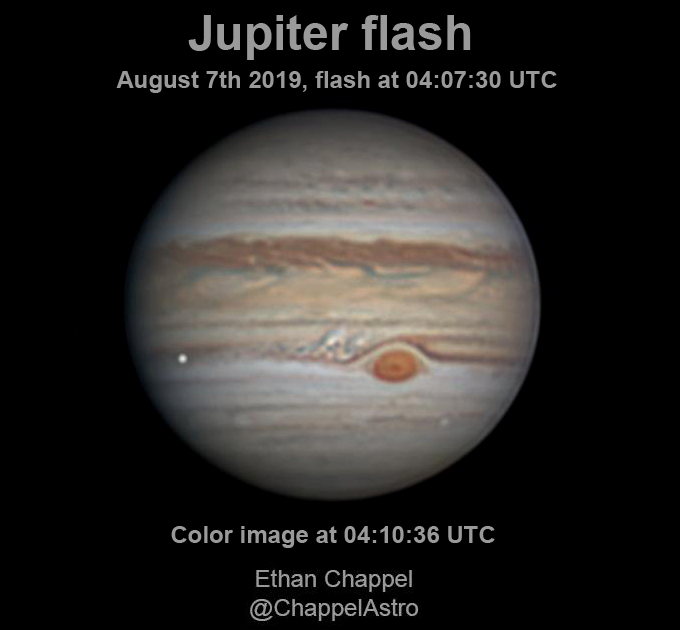 Jupiter flash
August 7th 2019, flash at 04:07:30 UTC
Color image at 04:10:36 UTC
Ethan Chappel
@ChappelAstro